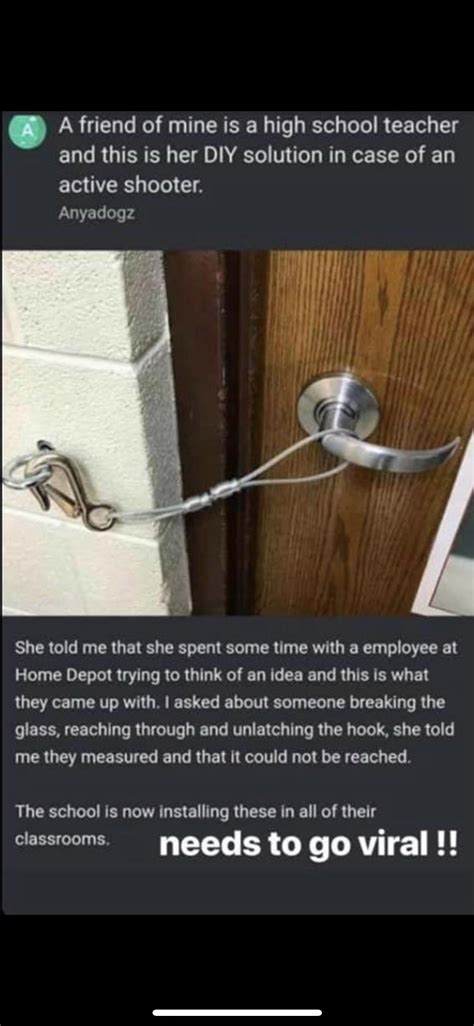 A
A friend of mine is a high school teacher
and this is her DIY solution in case of an
active shooter.
Anyadogz
She told me that she spent some time with a employee at
Home Depot trying to think of an idea and this is what
they came up with. I asked about someone breaking the
glass, reaching through and unlatching the hook, she told
me they measured and that it could not be reached.
The school is now installing these in all of their
classrooms.
needs to go viral !!